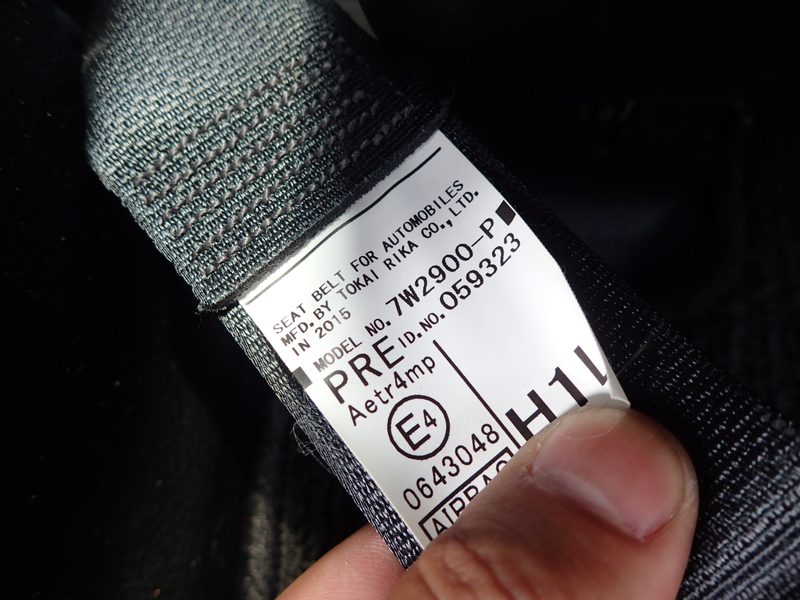 SEAT BELT FOR AUTOMOBILES
MFD.BY TOKAI RIKA CO.,LTD.
IN 2015
MODEL NO. 7W2900-P
PRE ID.NO. 059323
Aetr4mp
E4
0643048